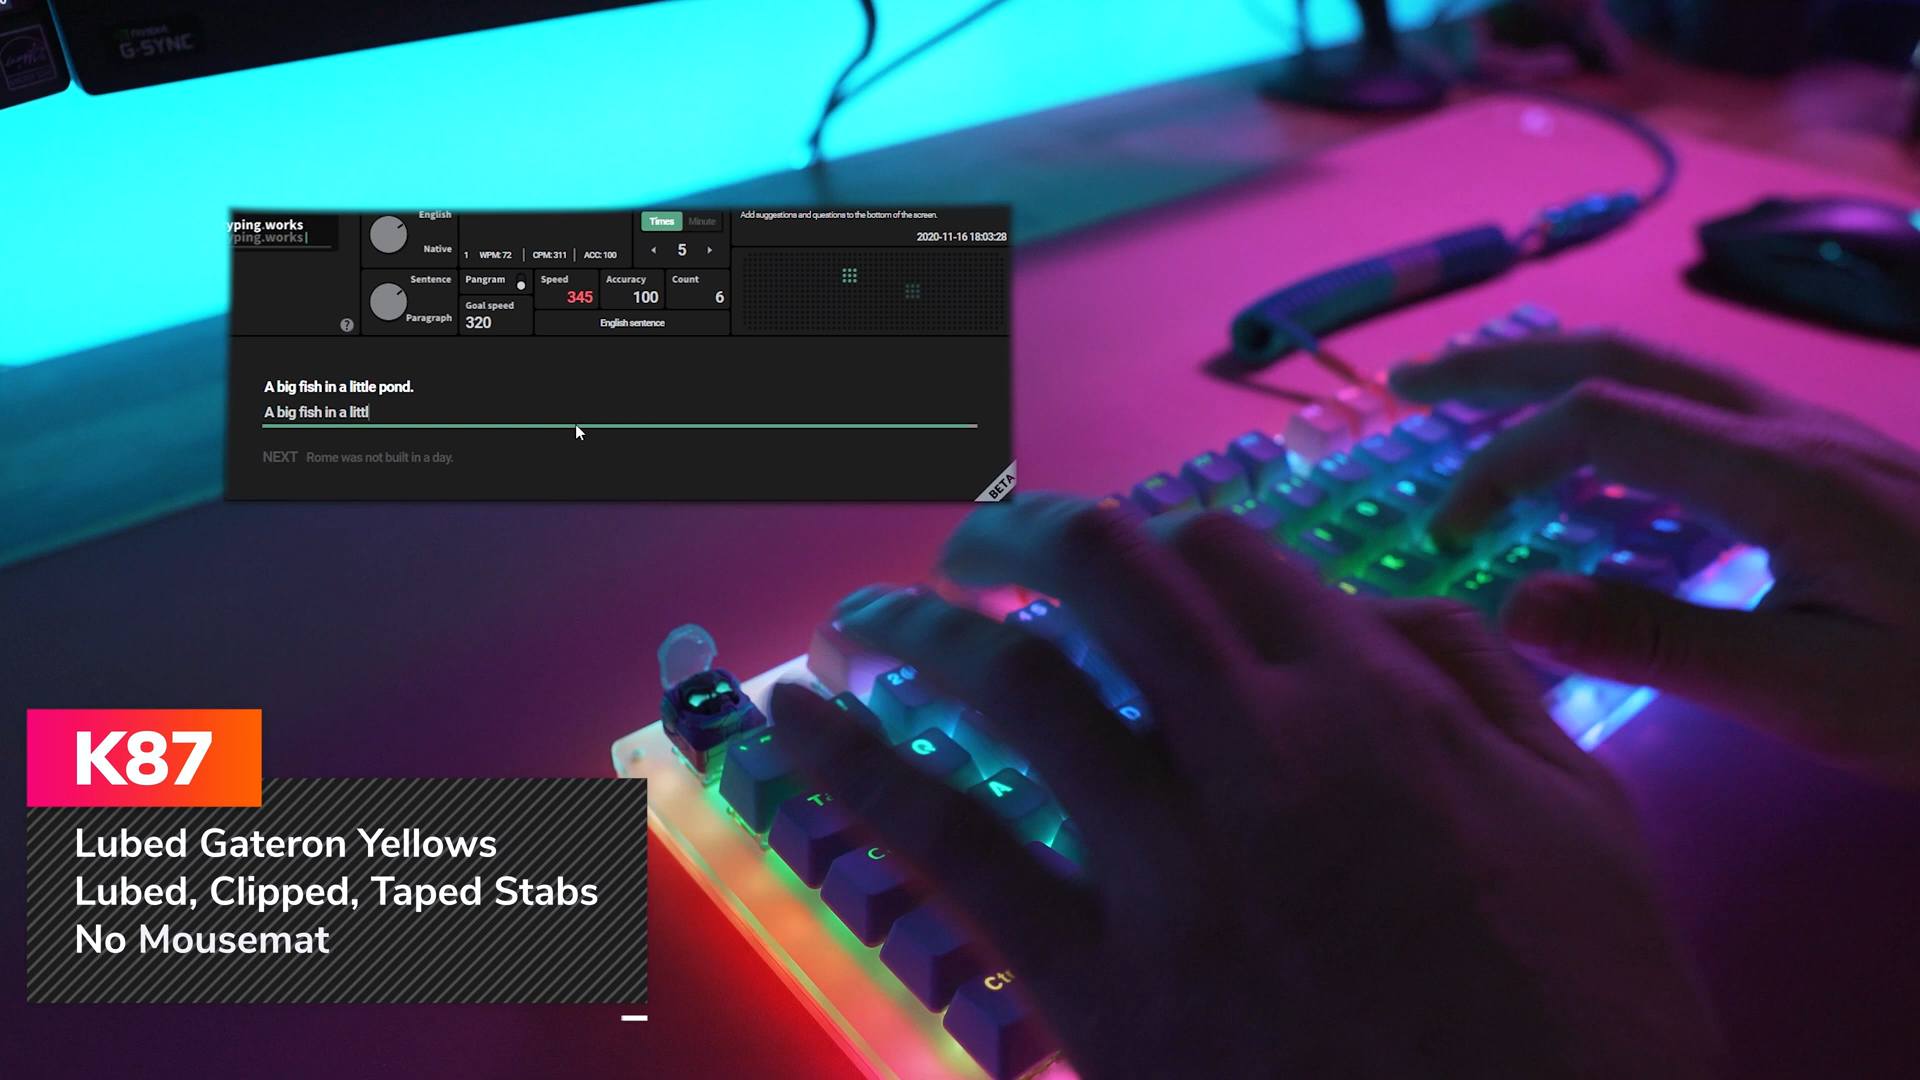 NVIDIA
G-SYNC
yping.works
yping.works
English
Native
Sentence
Paragraph
?
1 WPM: 72 | CPM: 311 | ACC: 100
Times Minute
5
Pangram
Goal speed
320
Speed
345
Accuracy
100
Count
6
English sentence
Add suggestions and questions to the bottom of the screen.
2020-11-16 18:03:28
A big fish in a little pond.
A big fish in a littl
NEXT Rome was not built in a day.
BETA
K87
Lubed Gateron Yellows
Lubed, Clipped, Taped Stabs
No Mousemat
Q
A
D
K